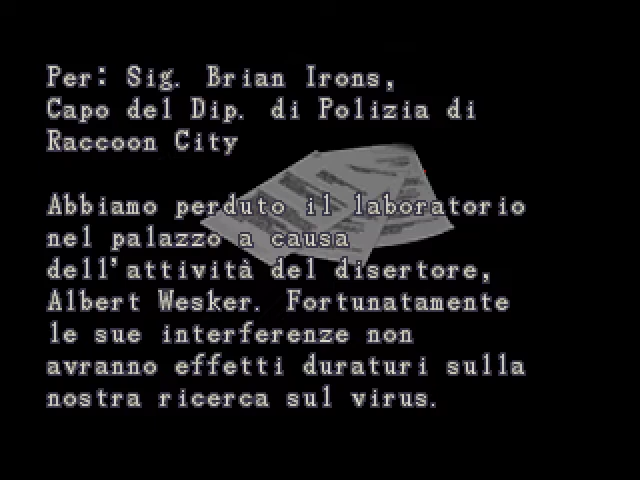 Per: Sig. Brian Irons,
Capo del Dip. di Polizia di
Raccoon City
Abbiamo perduto il laboratorio
nel palazzo a causa
dell'attività del disertore,
Albert Wesker. Fortunatamente
le sue interferenze non
avranno effetti duraturi sulla
nostra ricerca sul virus.